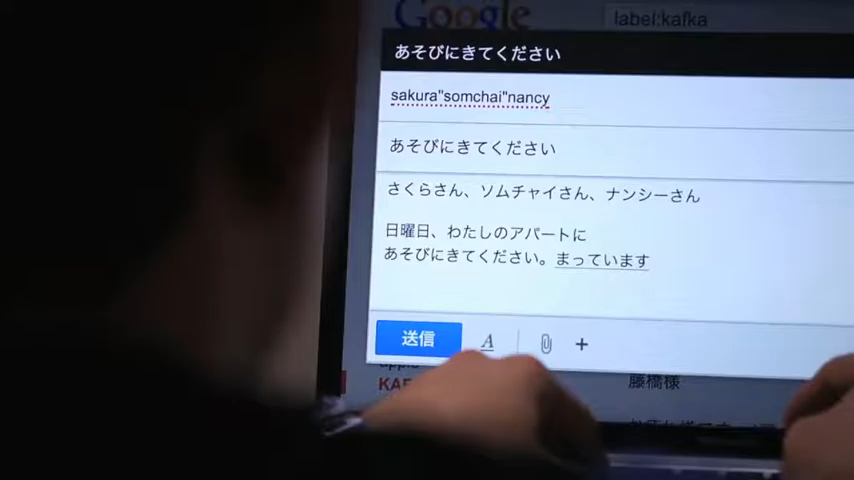 Google
label:kafka
あそびにきてください
sakura"somchai"nancy
あそびにきてください
さくらさん、ソムチャイさん、ナンシーさん
日曜日、わたしのアパートに
あそびにきてください。まっています
送信 A +
藤橋様